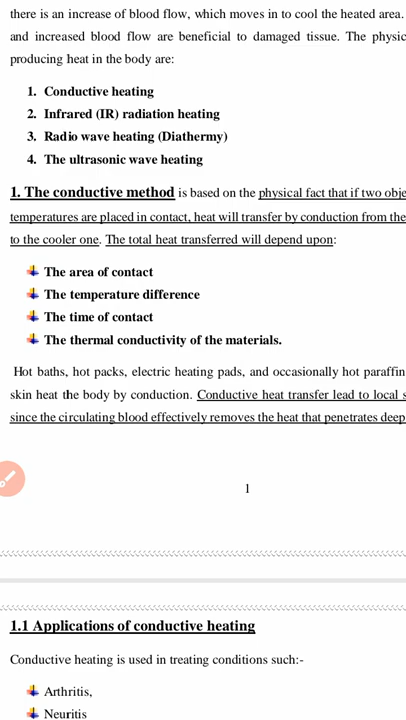 there is an increase of blood flow, which moves in to cool the heated area.
and increased blood flow are beneficial to damaged tissue. The physic
producing heat in the body are:
1. Conductive heating
2. Infrared (IR) radiation heating
3. Radio wave heating (Diathermy)
4. The ultrasonic wave heating
1. The conductive method is based on the physical fact that if two obje
temperatures are placed in contact, heat will transfer by conduction from the
to the cooler one. The total heat transferred will depend upon:
The area of contact
The temperature difference
The time of contact
The thermal conductivity of the materials.
Hot baths, hot packs, electric heating pads, and occasionally hot paraffin
skin heat the body by conduction. Conductive heat transfer lead to local s
since the circulating blood effectively removes the heat that penetrates deep
1
1.1 Applications of conductive heating
Conductive heating is used in treating conditions such:-
Arthritis,
Neuritis